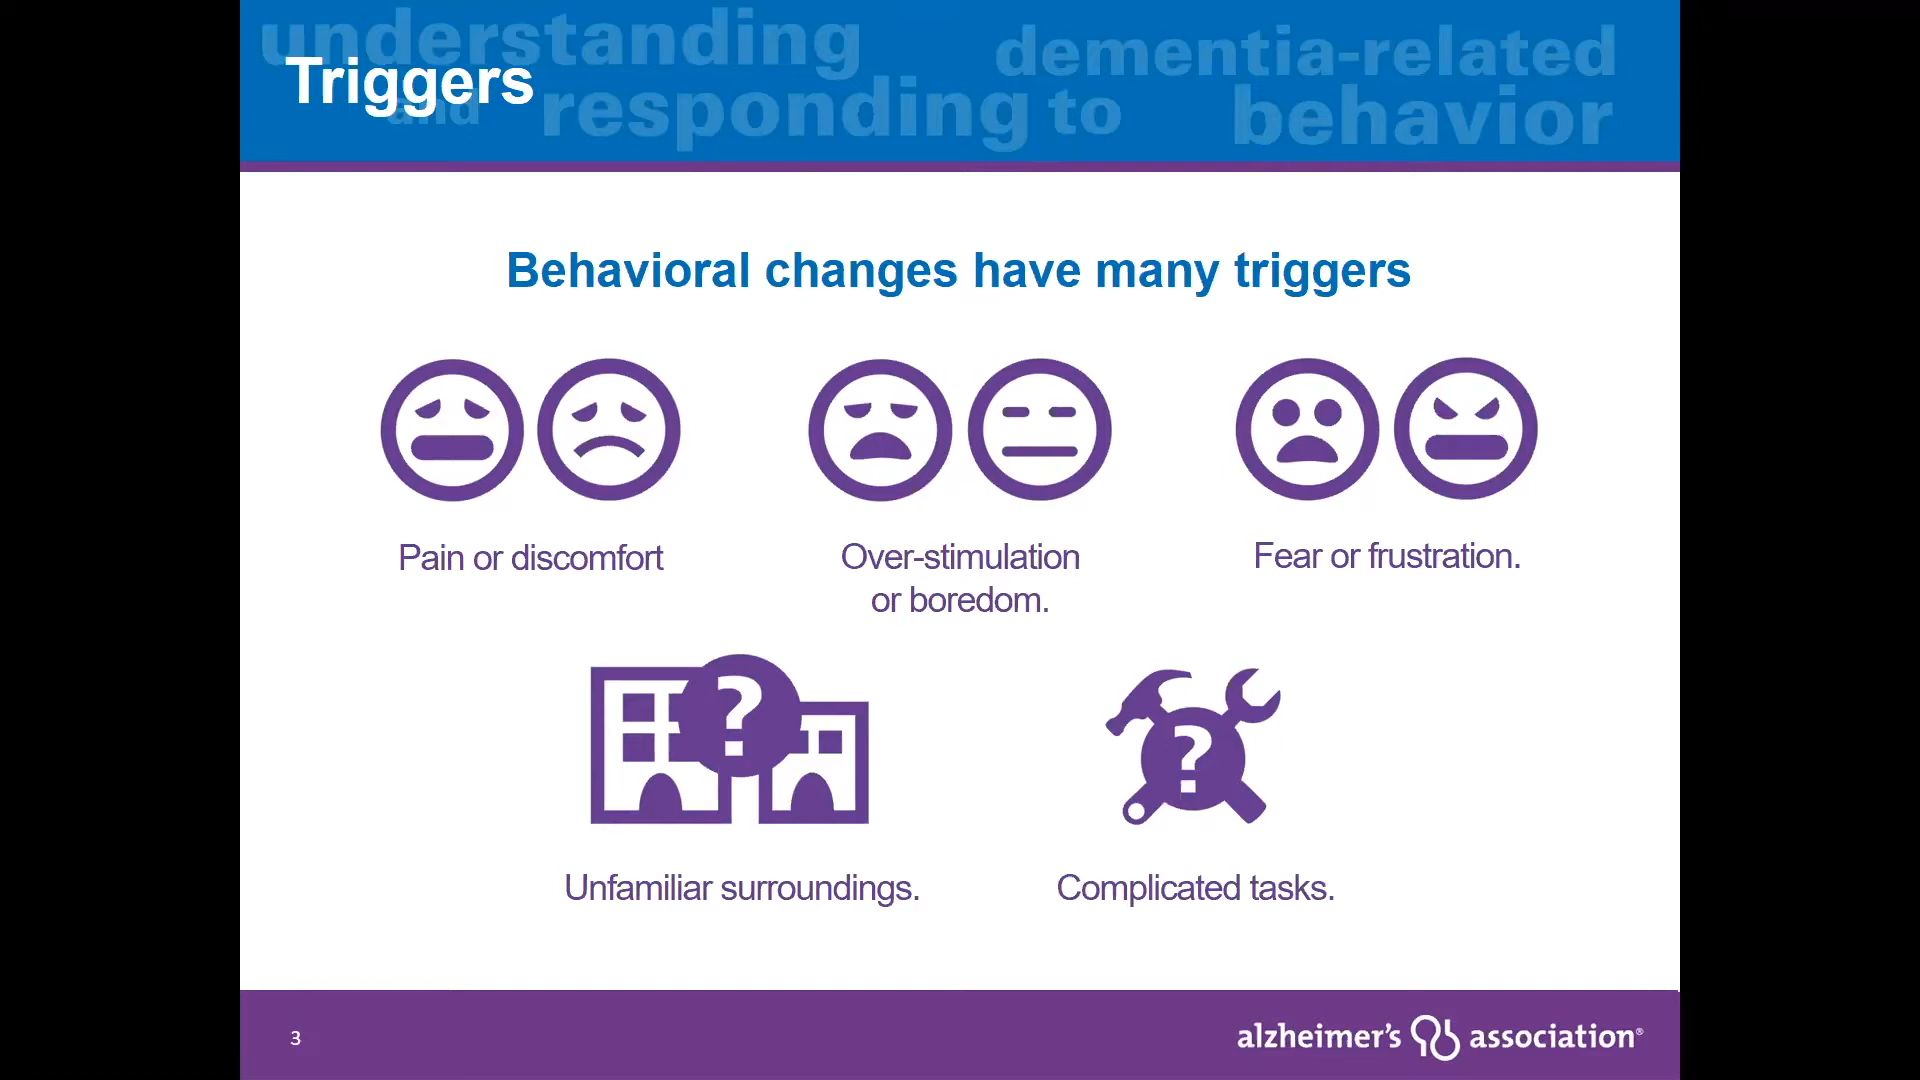 understanding dementia-related
Triggers
and responding to behavior
Behavioral changes have many triggers
Pain or discomfort
Over-stimulation
or boredom.
Fear or frustration.
?
?
Unfamiliar surroundings.
Complicated tasks.
3
alzheimer's association®